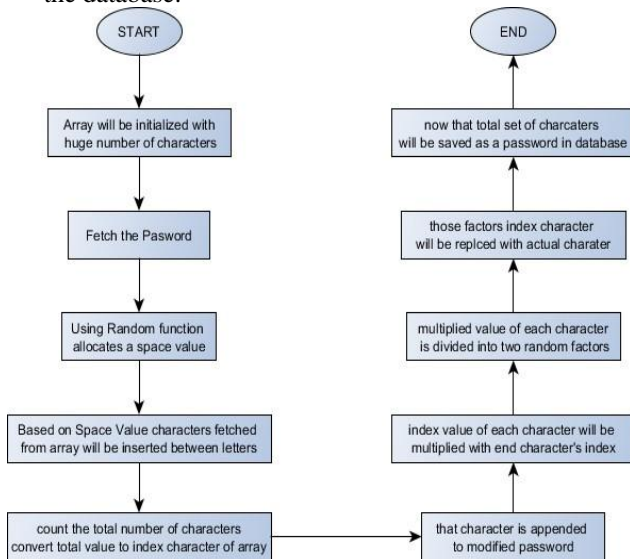 the database.
START
Array will be initialized with
huge number of characters
Fetch the Pasword
Using Random function
allocates a space value
Based on Space Value characters fetched
from array will be inserted between letters
count the total number of characters
convert total value to index character of array
that character is appended
to modified password
index value of each character will be
multiplied with end character's index
multiplied value of each character
is divided into two random factors
those factors index character
will be replced with actual charater
now that total set of charcaters
will be saved as a password in database
END